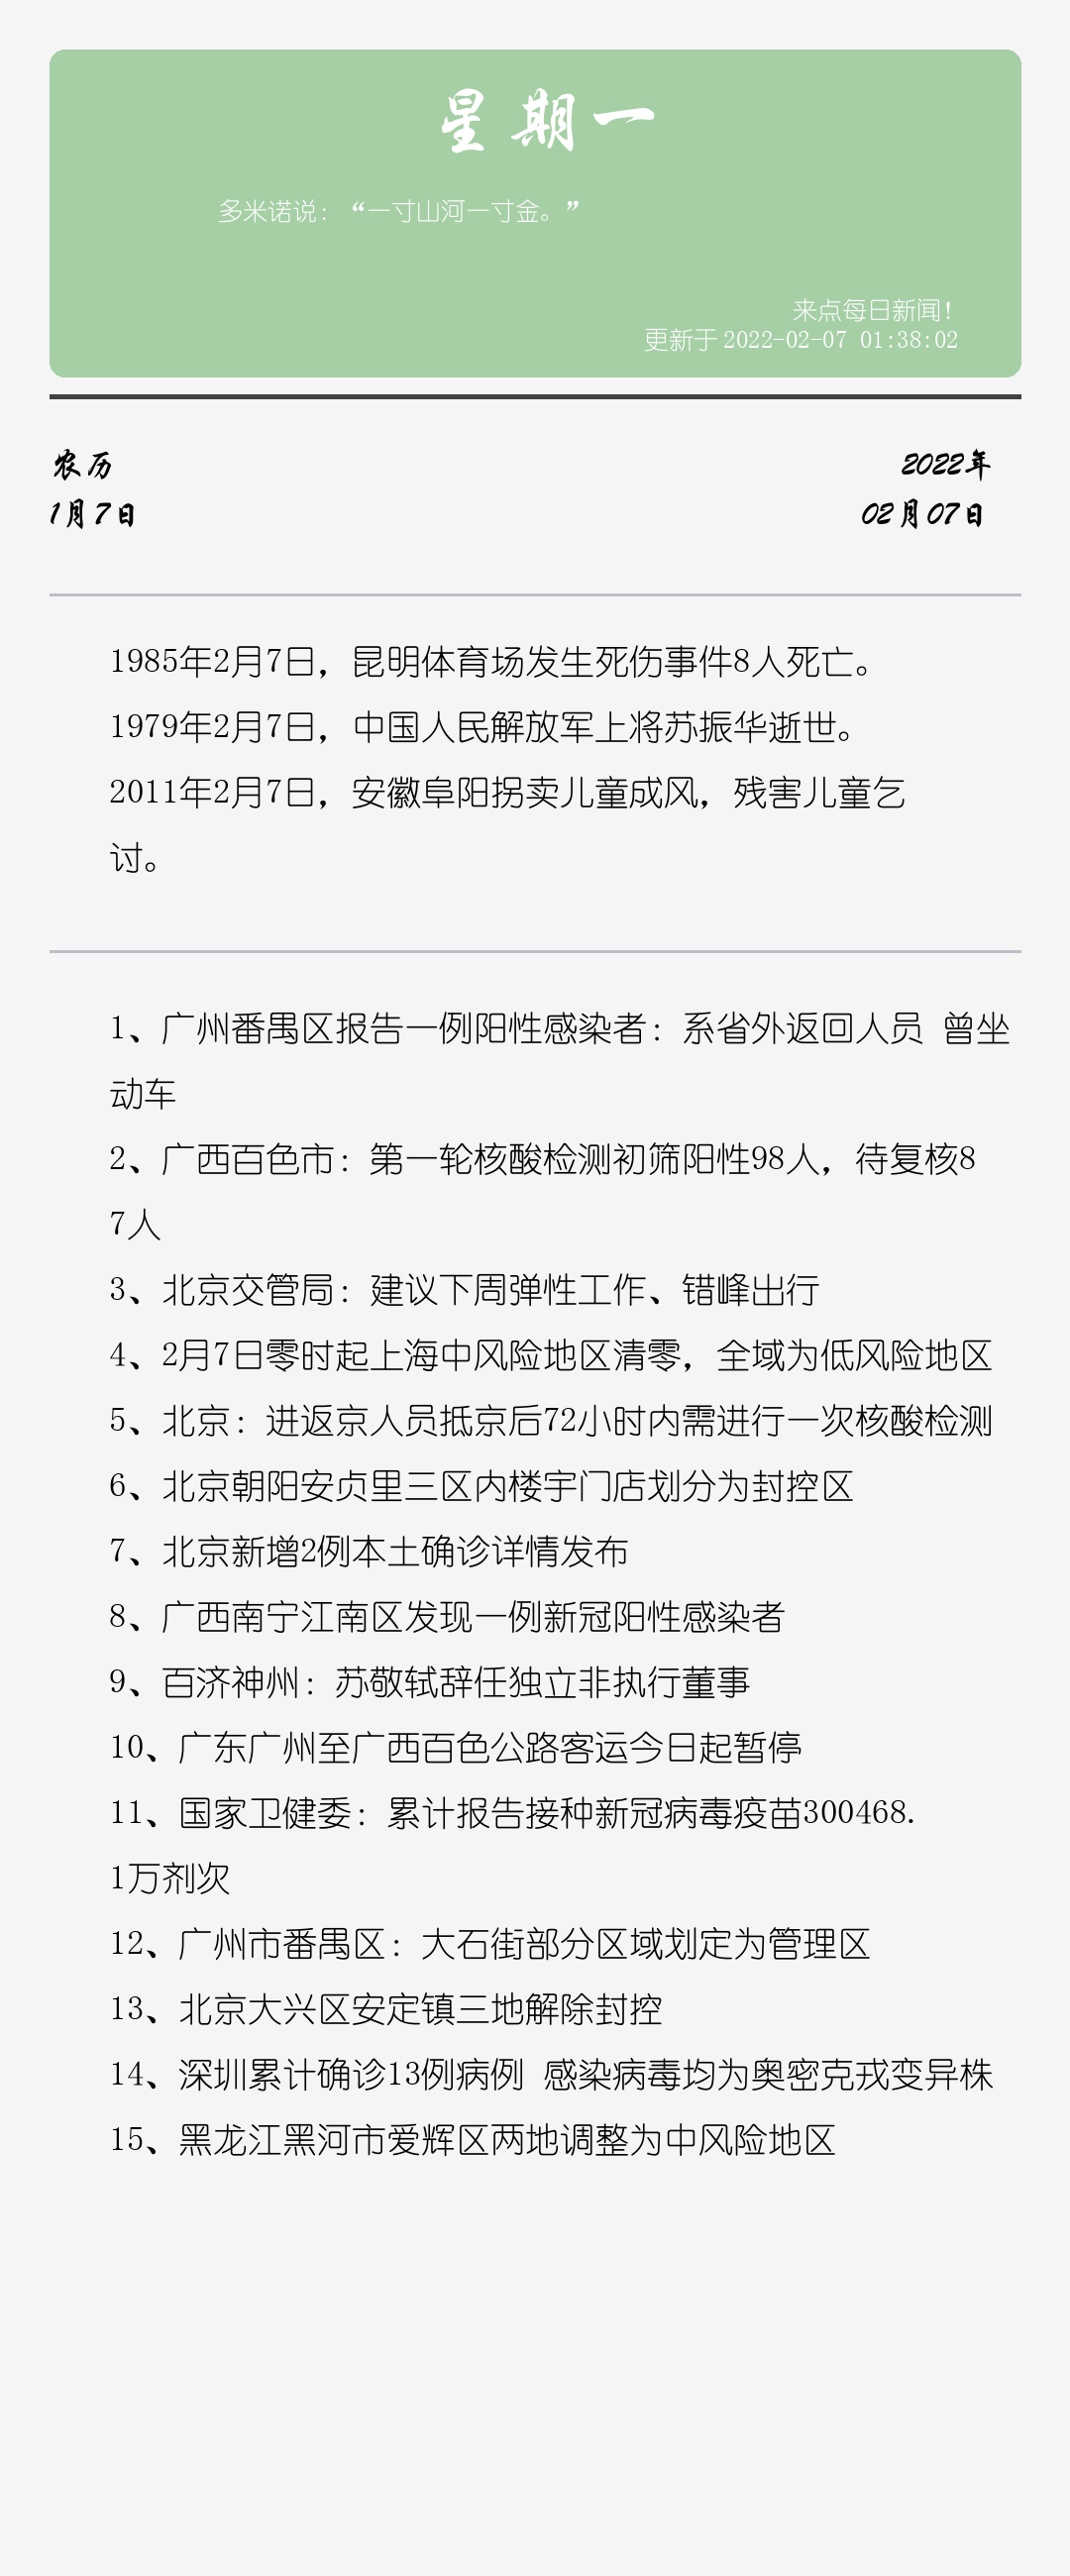 星期一
多米诺说：“一寸山河一寸金。”
来点每日新闻！
更新于 2022-02-07 01:38:02
农历 2022年
1月7日 02月07日
1985年2月7日，昆明体育场发生死伤事件8人死亡。
1979年2月7日，中国人民解放军上将苏振华逝世。
2011年2月7日，安徽阜阳拐卖儿童成风，残害儿童乞
讨。
1、广州番禺区报告一例阳性感染者：系省外返回人员 曾坐
动车
2、广西百色市：第一轮核酸检测初筛阳性98人，待复核8
7人
3、北京交管局：建议下周弹性工作、错峰出行
4、2月7日零时起上海中风险地区清零，全域为低风险地区
5、北京：进返京人员抵京后72小时内需进行一次核酸检测
6、北京朝阳安贞里三区内楼宇门店划分为封控区
7、北京新增2例本土确诊详情发布
8、广西南宁江南区发现一例新冠阳性感染者
9、百济神州：苏敬轼辞任独立非执行董事
10、广东广州至广西百色公路客运今日起暂停
11、国家卫健委：累计报告接种新冠病毒疫苗300468.
1万剂次
12、广州市番禺区：大石街部分区域划定为管理区
13、北京大兴区安定镇三地解除封控
14、深圳累计确诊13例病例 感染病毒均为奥密克戎变异株
15、黑龙江黑河市爱辉区两地调整为中风险地区